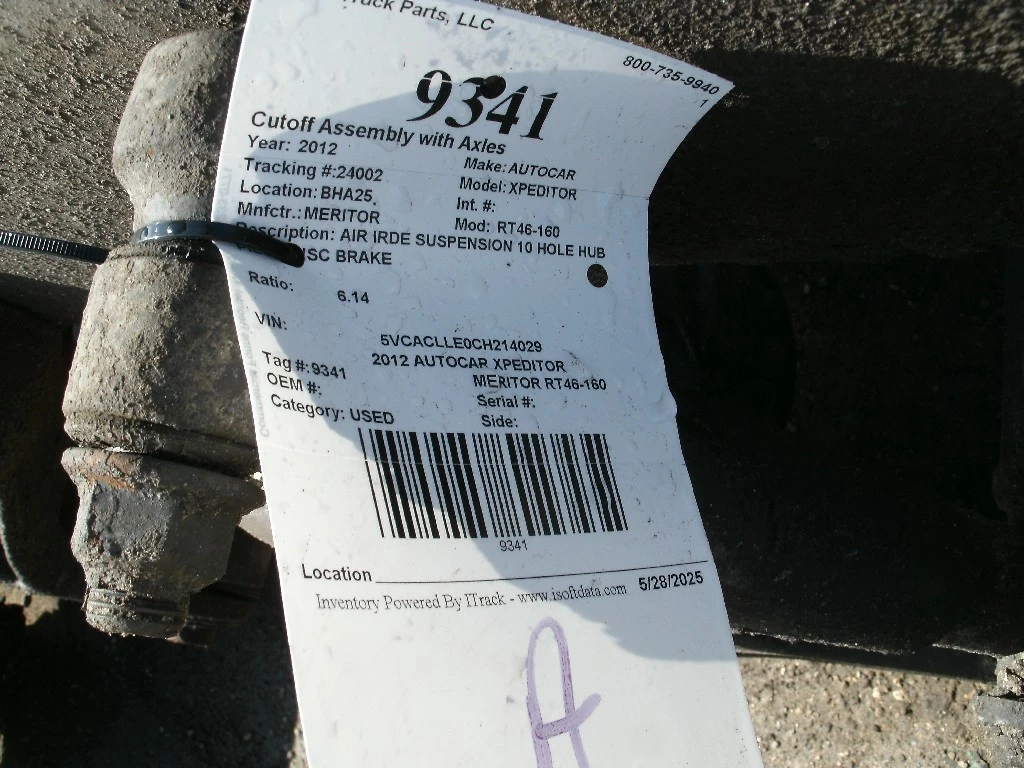 Truck Parts, LLC
800-735-9940
1
9341
Cutoff Assembly with Axles
Year: 2012 Make: AUTOCAR
Tracking #:24002 Model: XPEDITOR
Location: BHA25 Int. #:
Mnfctr.: MERITOR Mod: RT46-160
Description: AIR IRDE SUSPENSION 10 HOLE HUB
SC BRAKE
Ratio: 6.14
VIN: 5VCACLLE0CH214029
2012 AUTOCAR XPEDITOR
Tag #:9341 MERITOR RT46-160
OEM #: Serial #:
Category: USED Side:
9341
Location
5/28/2025
Inventory Powered By ITrack - www.isoftdata.com
A